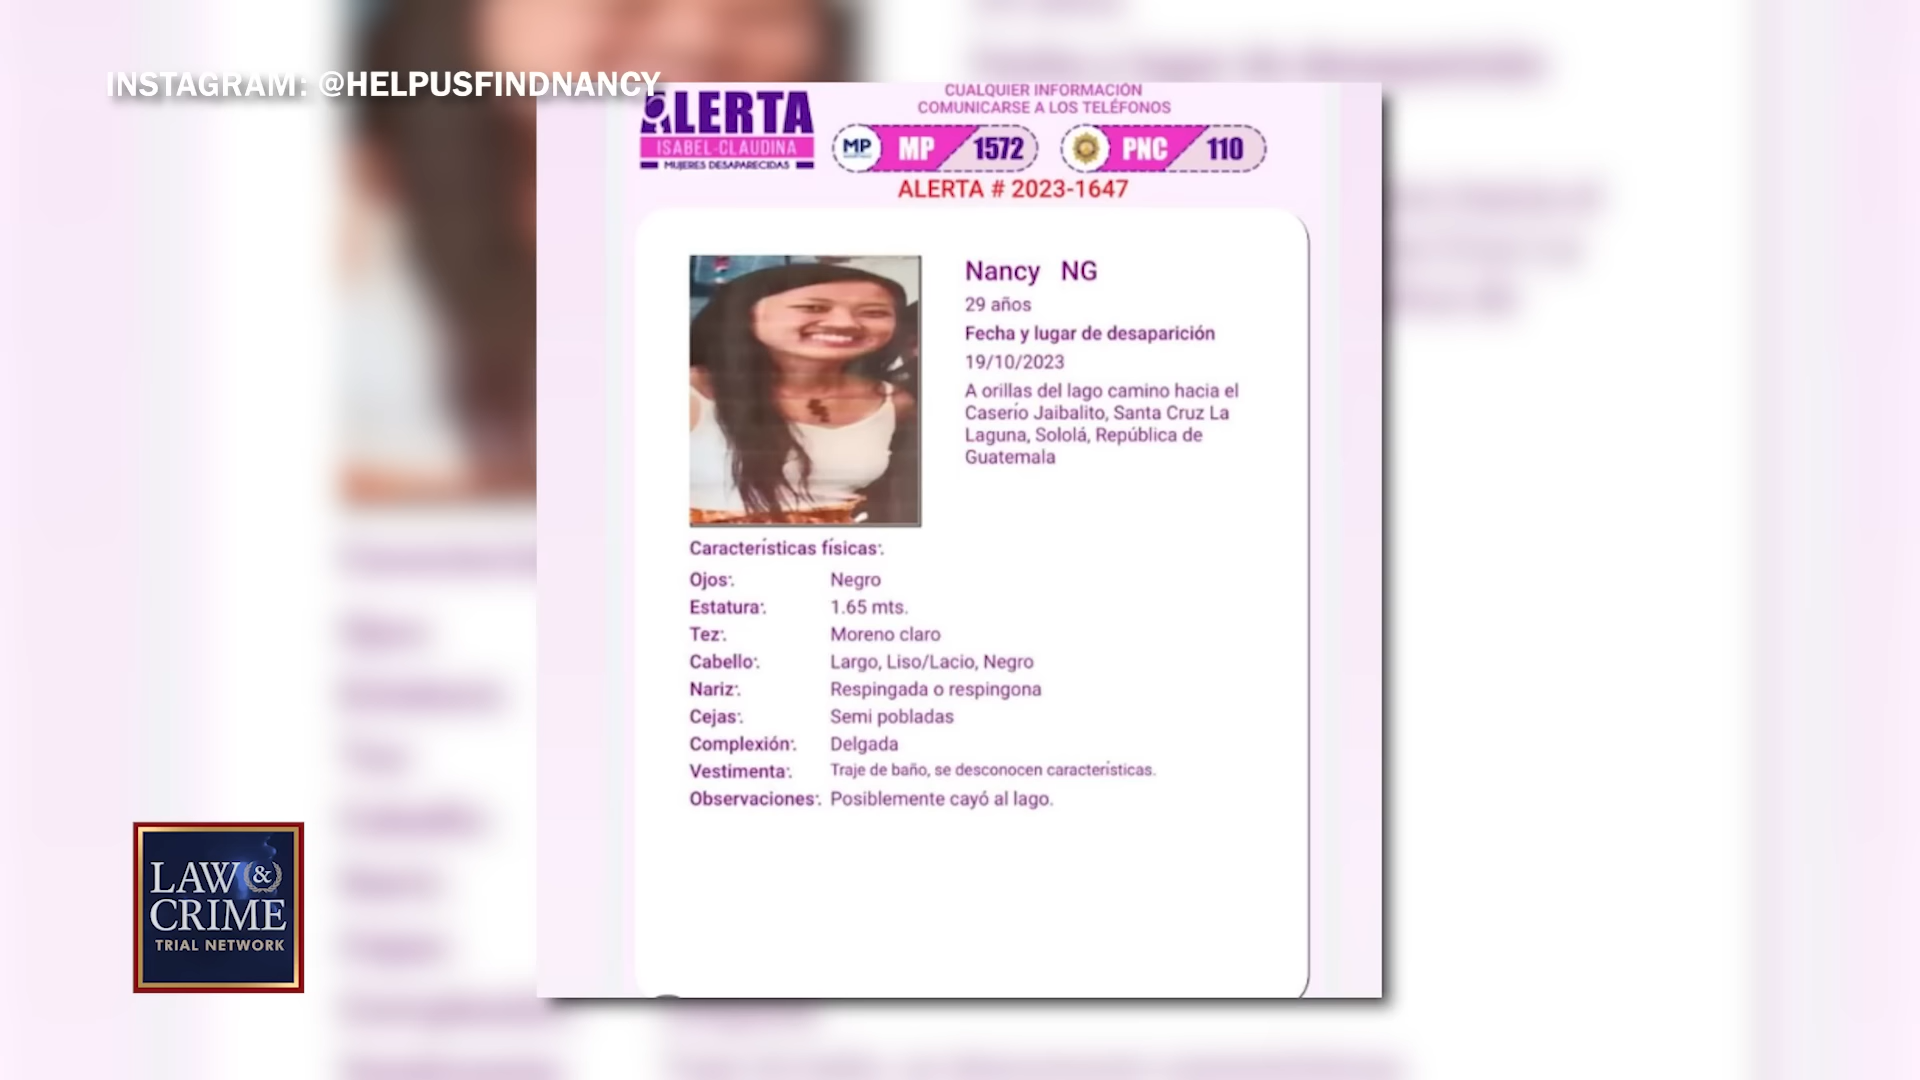 INSTAGRAM: @HELPUSFINDNANCY
ALERTA
ISABEL-CLAUDINA
MUJERES DESAPARECIDAS
CUALQUIER INFORMACIÓN
COMUNICARSE A LOS TELÉFONOS
MP MP 1572
PNC 110
ALERTA # 2023-1647
Nancy NG
29 años
Fecha y lugar de desaparición
19/10/2023
A orillas del lago camino hacia el
Caserío Jaibalito, Santa Cruz La
Laguna, Sololá, República de
Guatemala
Características físicas:
Ojos: Negro
Estatura: 1.65 mts.
Tez: Moreno claro
Cabello: Largo, Liso/Lacio, Negro
Nariz: Respingada o respingona
Cejas: Semi pobladas
Complexión: Delgada
Vestimenta: Traje de baño, se desconocen características.
Observaciones: Posiblemente cayó al lago.
LAW &
CRIME
TRIAL NETWORK